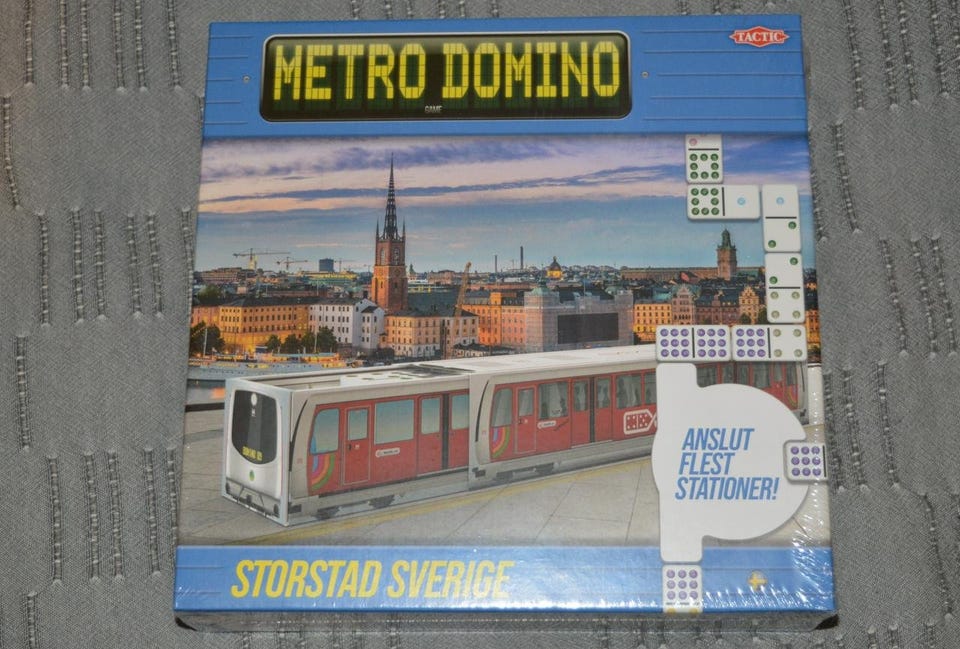 TACTIC
METRO DOMINO
GAME
ANSLUT
FLEST
STATIONER!
STORSTAD SVERIGE